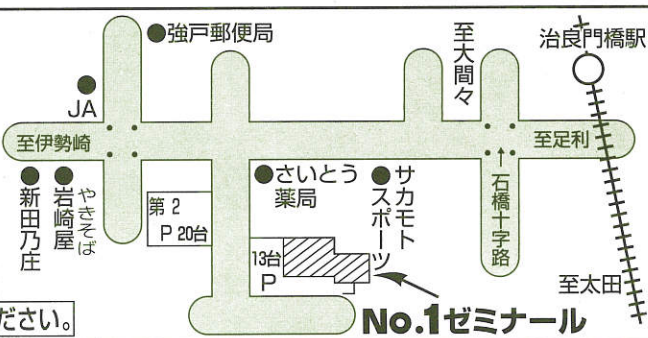 強戸郵便局
至大間々
治良門橋駅
JA
至伊勢崎
至足利
新田乃庄
岩崎屋
やきそば
第2
P 20台
さいとう
薬局
サカモト
スポーツ
石橋十字路
13台
P
至太田
ださい。
No.1ゼミナール